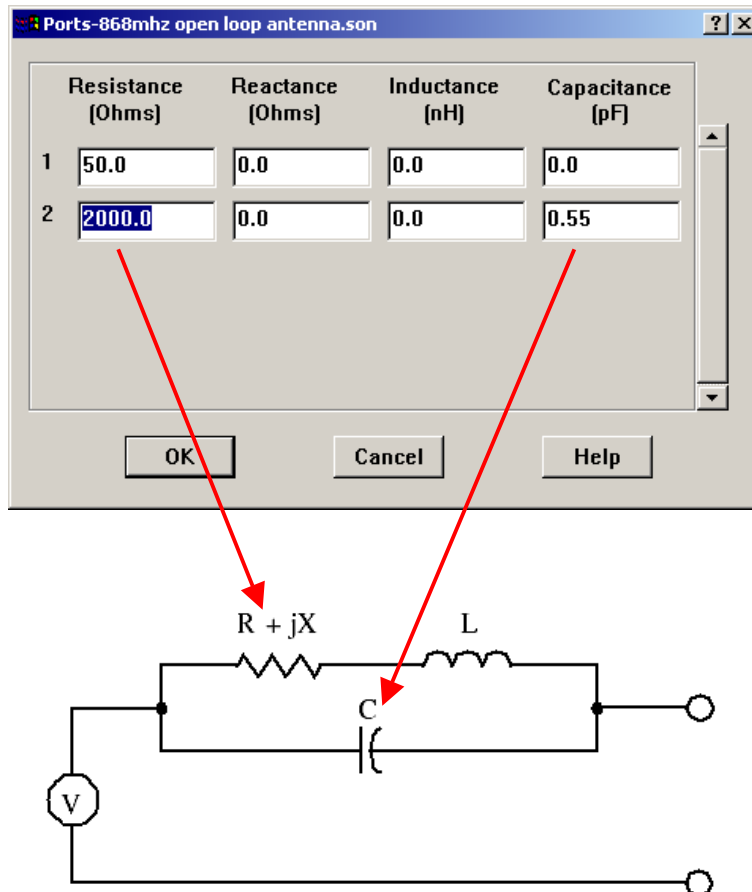 Ports-868mhz open loop antenna.son
Resistance Reactance Inductance Capacitance
(Ohms) (Ohms) (nH) (pF)
1 50.0 0.0 0.0 0.0
2 2000.0 0.0 0.0 0.55
OK Cancel Help
R + jX L
C
V